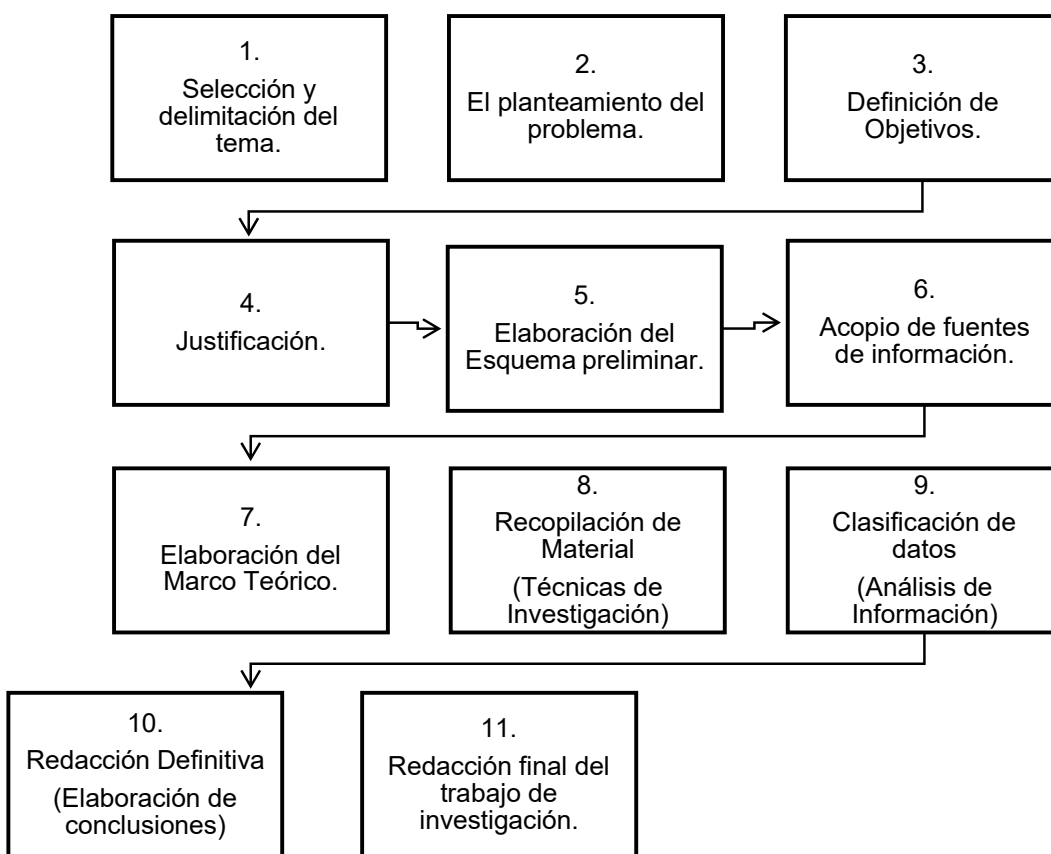 1.
Selección y
delimitación del
tema.
2.
El planteamiento del
problema.
3.
Definición de
Objetivos.
4.
Justificación.
5.
Elaboración del
Esquema preliminar.
6.
Acopio de fuentes
de información.
7.
Elaboración del
Marco Teórico.
8.
Recopilación de
Material
(Técnicas de
Investigación)
9.
Clasificación de
datos
(Análisis de
Información)
10.
Redacción Definitiva
(Elaboración de
conclusiones)
11.
Redacción final del
trabajo de
investigación.